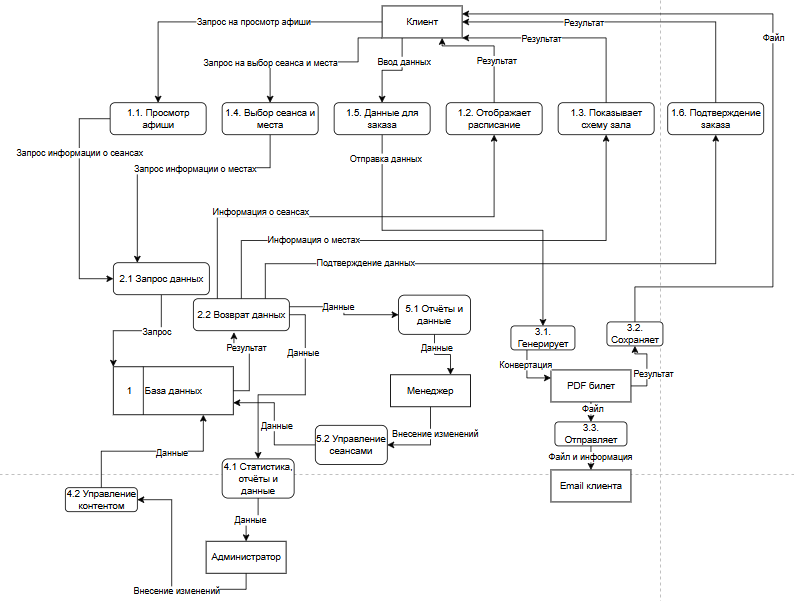 Клиент
Запрос на просмотр афиши
Результат
Файл
Результат
Запрос на выбор сеанса и места
Ввод данных
Результат
1.1. Просмотр
афиши
1.4. Выбор сеанса и
места
1.5. Данные для
заказа
1.2. Отображает
расписание
1.3. Показывает
схему зала
1.6. Подтверждение
заказа
Запрос информации о сеансах
Запрос информации о местах
Отправка данных
Информация о сеансах
Информация о местах
Подтверждение данных
2.1 Запрос данных
2.2 Возврат данных
Данные
5.1 Отчёты и
данные
3.1.
Генерирует
3.2.
Сохраняет
Запрос
Результат
Данные
Данные
Конвертация
Результат
1
База данных
Менеджер
PDF билет
Файл
Данные
5.2 Управление
сеансами
Внесение изменений
3.3.
Отправляет
Данные
Файл и информация
4.1 Статистика,
отчёты и
данные
4.2 Управление
контентом
Email клиента
Данные
Администратор
Внесение изменений